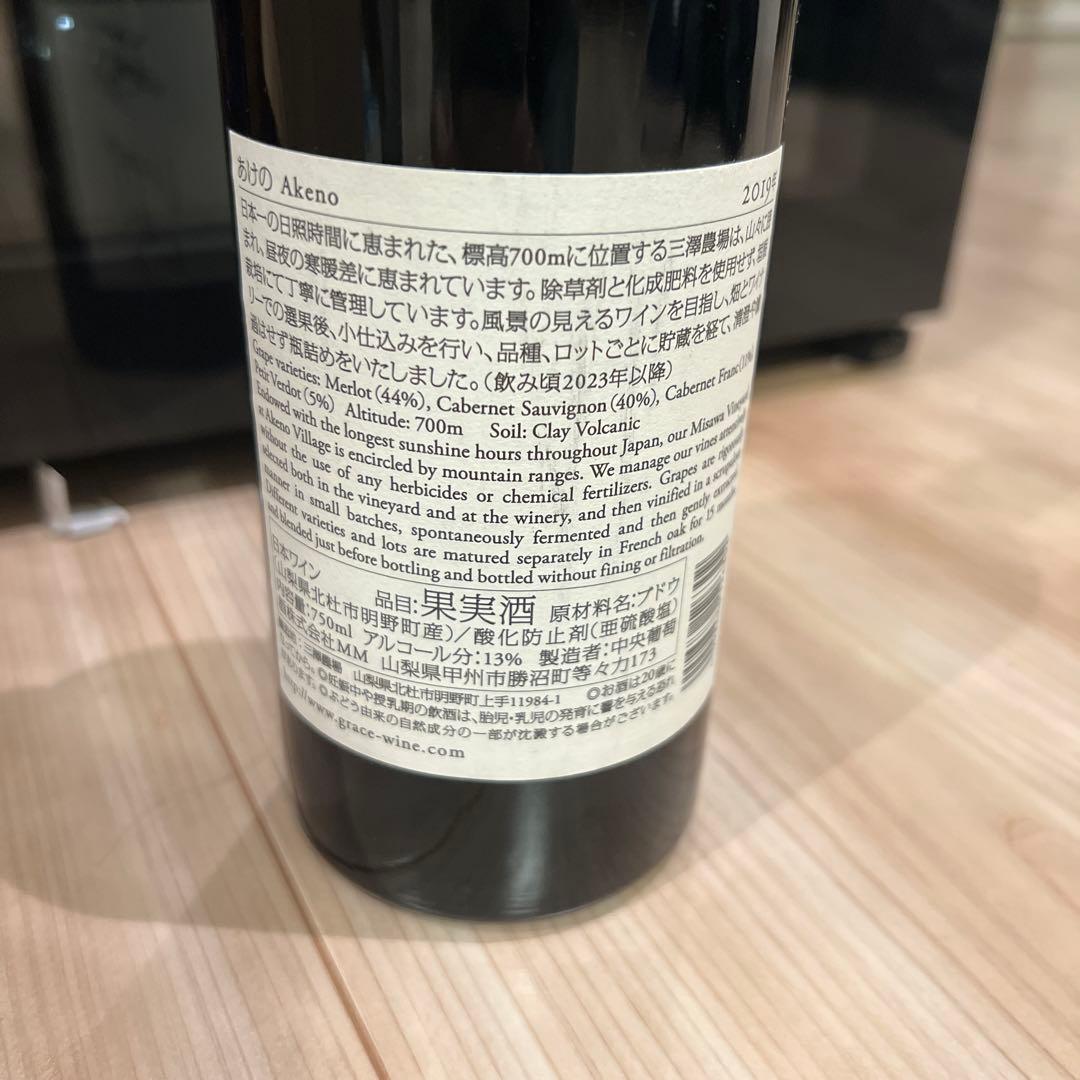 あけの Akeno 2019年
日本一の日照時間に恵まれた、標高700mに位置する三澤農場は、山々に囲
まれ、昼夜の寒暖差に恵まれています。除草剤と化成肥料を使用せず、
栽培にて丁寧に管理しています。風景の見えるワインを目指し、畑とワイナ
リーでの選果後、小仕込みを行い、品種、ロットごとに貯蔵を経て、清澄や濾
過はせず瓶詰めをいたしました。(飲み頃2023年以降)
Grape varieties: Merlot (44%), Cabernet Sauvignon (40%), Cabernet Franc (11%),
Petit Verdot (5%) Altitude: 700m Soil: Clay Volcanic
Endowed with the longest sunshine hours throughout Japan, our Misawa Vineyard
at Akeno Village is encircled by mountain ranges. We manage our vines
without the use of any herbicides or chemical fertilizers. Grapes are rigorously
selected both in the vineyard and at the winery, and then vinified in a
manner in small batches, spontaneously fermented and then gently extracted.
Different varieties and lots are matured separately in French oak for 15 months
and blended just before bottling and bottled without fining or filtration.
日本ワイン 品目:果実酒 原材料名:ブドウ
(山梨県北杜市明野町産)/酸化防止剤(亜硫酸塩)
内容量:750ml アルコール分:13% 製造者:中央葡萄
酒株式会社MM 山梨県甲州市勝沼町等々力173
三澤農場 山梨県北杜市明野町上手11984-1 ◎お酒は20歳に
なってから。◎妊娠中や授乳期の飲酒は、胎児・乳児の発育に影響を与える恐れ
があります。◎ぶどう由来の自然成分の一部が沈澱する場合がございます。
http://www.grace-wine.com